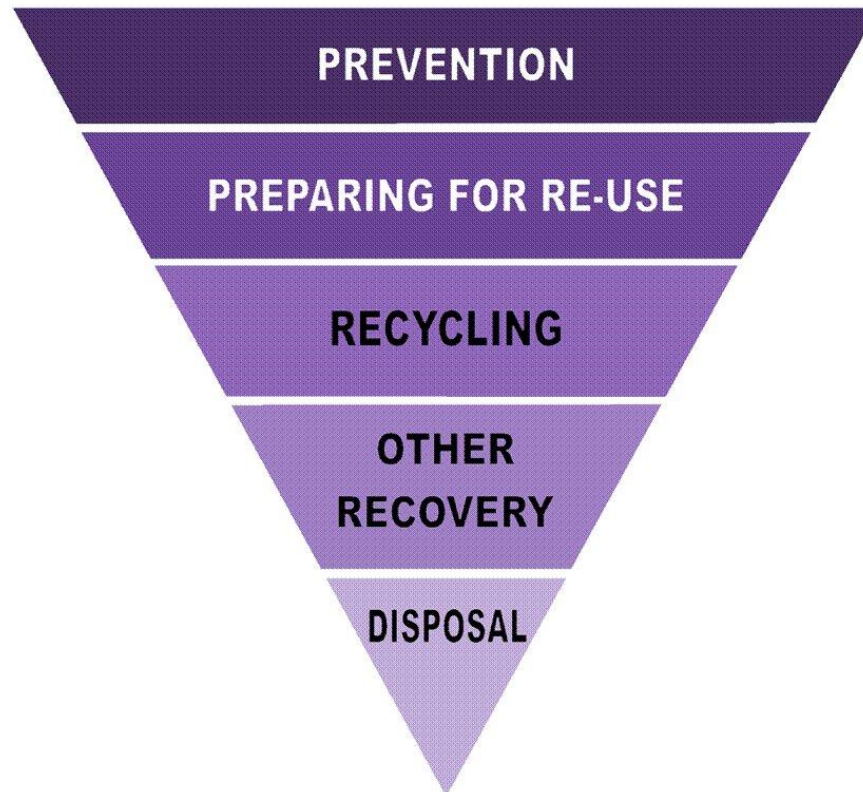 PREVENTION
PREPARING FOR RE-USE
RECYCLING
OTHER
RECOVERY
DISPOSAL